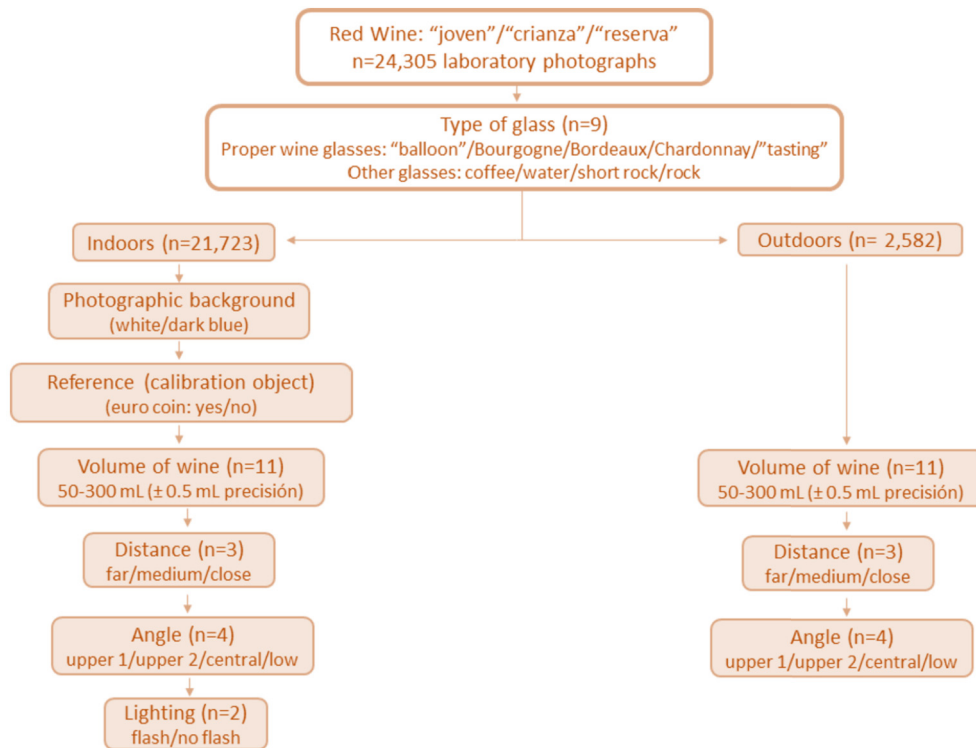 Red Wine: “joven”/“crianza”/“reserva”
n=24,305 laboratory photographs
Type of glass (n=9)
Proper wine glasses: “balloon”/Bourgogne/Bordeaux/Chardonnay/”tasting”
Other glasses: coffee/water/short rock/rock
Indoors (n=21,723)
Photographic background
(white/dark blue)
Reference (calibration object)
(euro coin: yes/no)
Volume of wine (n=11)
50-300 mL (± 0.5 mL precisión)
Distance (n=3)
far/medium/close
Angle (n=4)
upper 1/upper 2/central/low
Lighting (n=2)
flash/no flash
Outdoors (n= 2,582)
Volume of wine (n=11)
50-300 mL (± 0.5 mL precisión)
Distance (n=3)
far/medium/close
Angle (n=4)
upper 1/upper 2/central/low